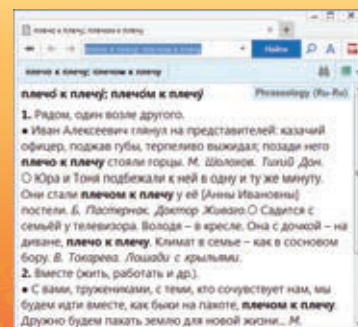 плечо к плечу; плечом к плечу
плечо к плечу; плечом к плечу
Найти
плечо к плечу; плечом к плечу
плечо́ к плечу́; плечо́м к плечу́
Phraseology (Ru-Ru)
1. Рядом, один возле другого.
● Иван Алексеевич глянул на представителей: казачий
офицер, поджав губы, терпеливо выжидал; позади него
плечо к плечу стояли горцы. М. Шолохов. Тихий Дон.
○ Юра и Тоня подбежали к ней в одну и ту же минуту.
Они стали плечом к плечу у её [Анны Ивановны]
постели. Б. Пастернак. Доктор Живаго. ○ Садится с
семьёй у телевизора. Володя – в кресле. Она с дочкой – на
диване, плечо к плечу. Климат в семье – как в сосновом
бору. В. Токарева. Лошади с крыльями.
2. Вместе (жить, работать и др.).
● С вами, тружениками, с теми, кто сочувствует нам, мы
будем идти вместе, как быки на пахоте, плечом к плечу.
Дружно будем пахать землю для новой жизни... М.